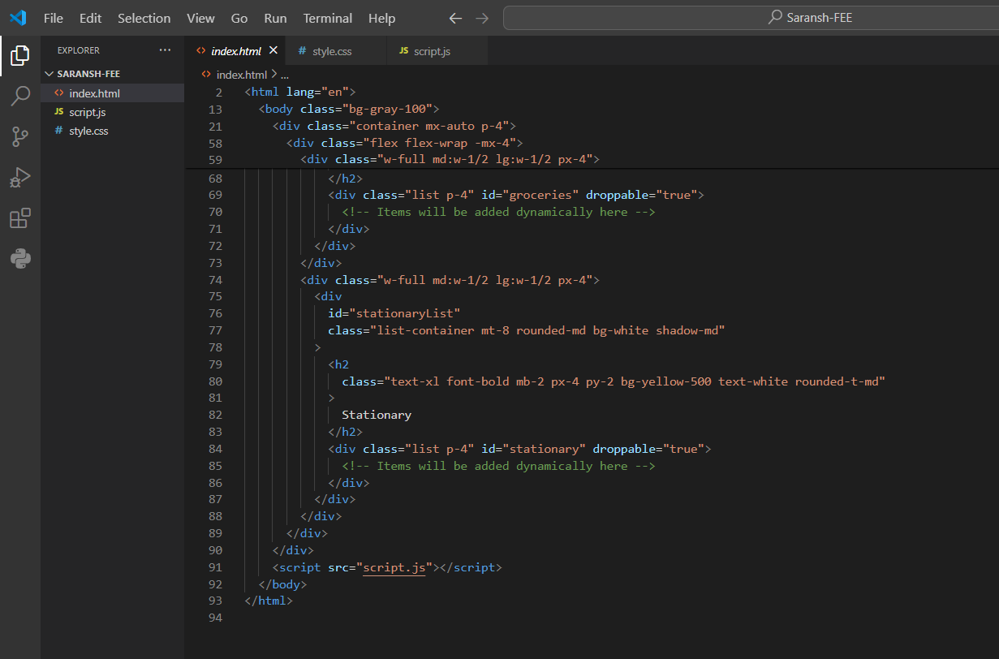 File Edit Selection View Go Run Terminal Help
Saransh-FEE
EXPLORER ...
SARANSH-FEE
<> index.html
JS script.js
# style.css
<> index.html × # style.css JS script.js
<> index.html > ...
2 <html lang="en">
13 <body class="bg-gray-100">
21 <div class="container mx-auto p-4">
58 <div class="flex flex-wrap -mx-4">
59 <div class="w-full md:w-1/2 lg:w-1/2 px-4">
68 </h2>
69 <div class="list p-4" id="groceries" droppable="true">
70 <!-- Items will be added dynamically here -->
71 </div>
72 </div>
73 </div>
74 <div class="w-full md:w-1/2 lg:w-1/2 px-4">
75 <div
76 id="stationaryList"
77 class="list-container mt-8 rounded-md bg-white shadow-md"
78 >
79 <h2
80 class="text-xl font-bold mb-2 px-4 py-2 bg-yellow-500 text-white rounded-t-md"
81 >
82 Stationary
83 </h2>
84 <div class="list p-4" id="stationary" droppable="true">
85 <!-- Items will be added dynamically here -->
86 </div>
87 </div>
88 </div>
89 </div>
90 </div>
91 <script src="script.js"></script>
92 </body>
93 </html>
94